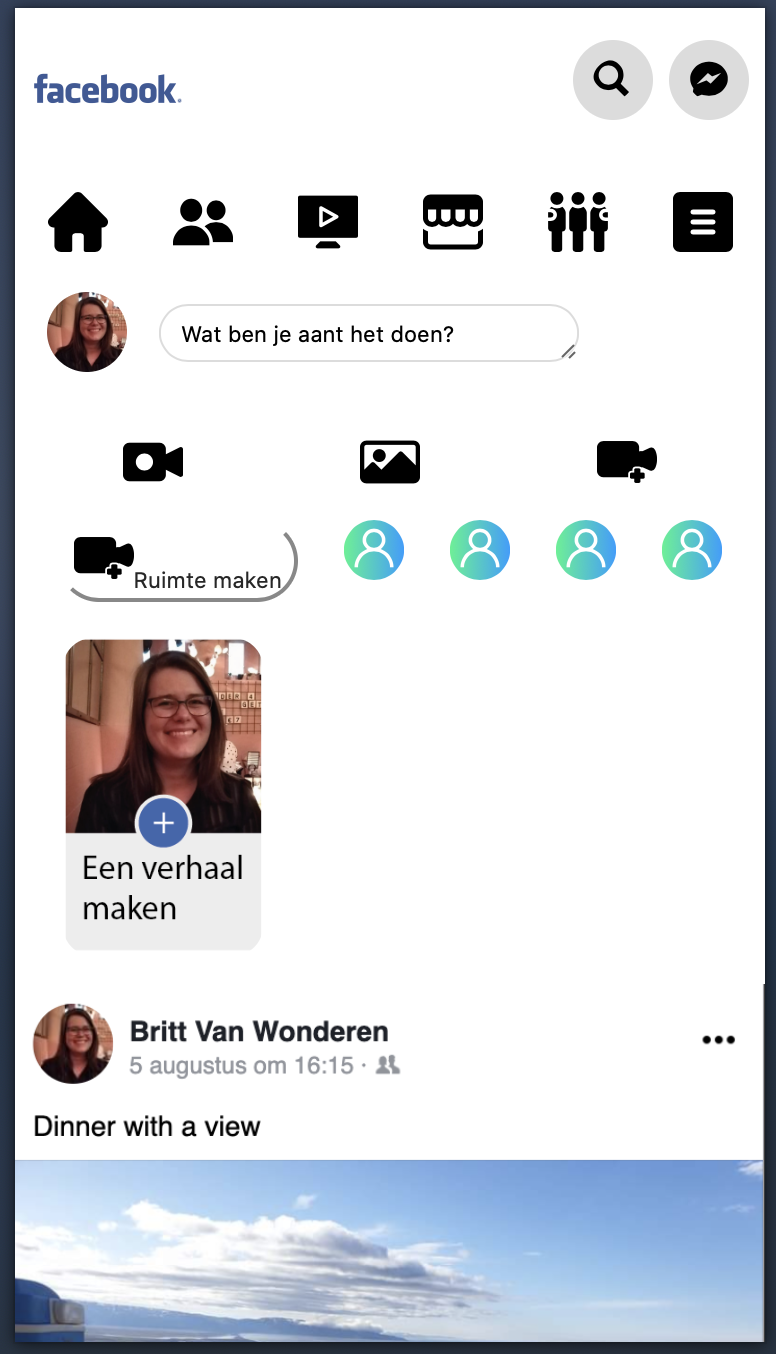 facebook.
Wat ben je aant het doen?
Ruimte maken
Een verhaal
maken
Britt Van Wonderen
5 augustus om 16:15 ·
Dinner with a view